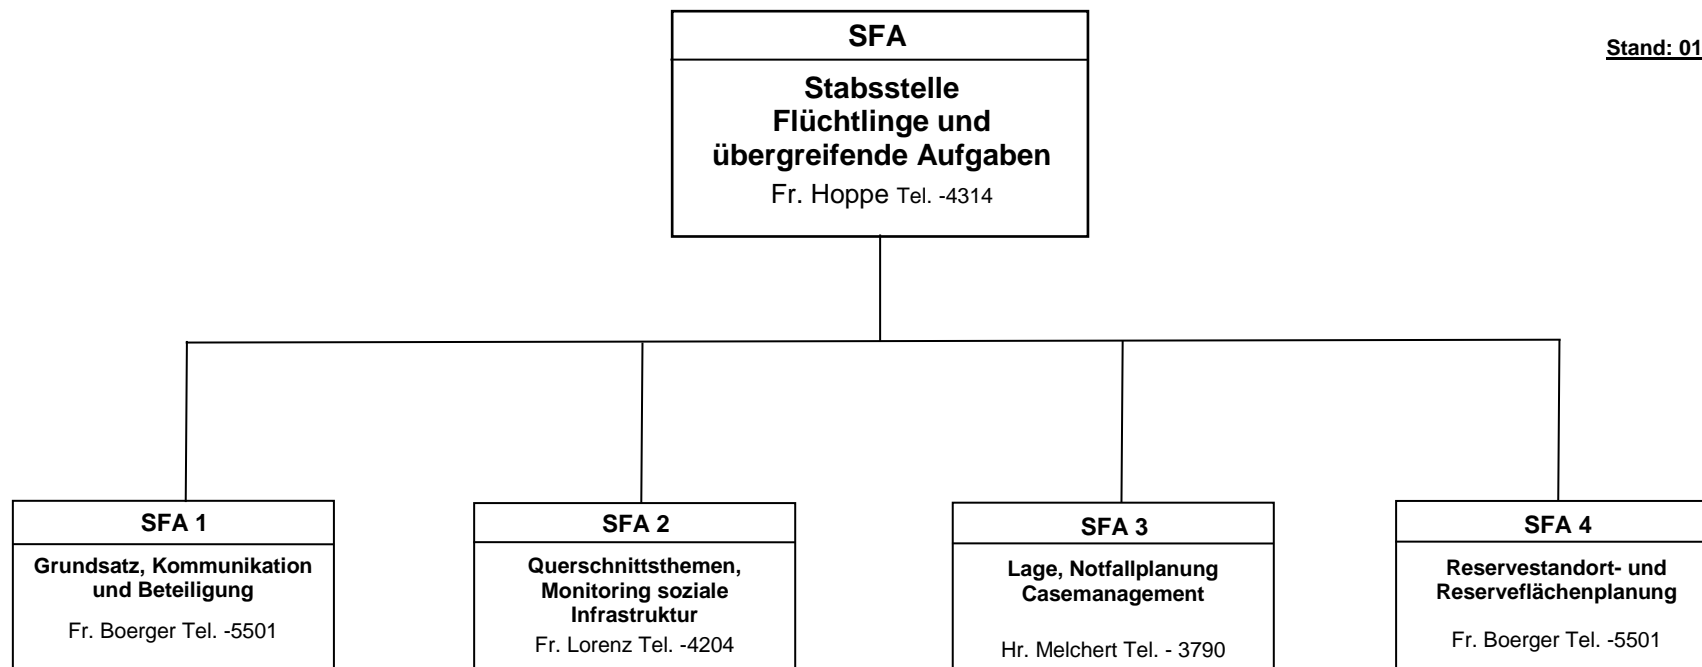 SFA
Stand: 01
Stabsstelle
Flüchtlinge und
übergreifende Aufgaben
Fr. Hoppe Tel. -4314
SFA 1
Grundsatz, Kommunikation
und Beteiligung
Fr. Boerger Tel. -5501
SFA 2
Querschnittsthemen,
Monitoring soziale
Infrastruktur
Fr. Lorenz Tel. -4204
SFA 3
Lage, Notfallplanung
Casemanagement
Hr. Melchert Tel. - 3790
SFA 4
Reservestandort- und
Reserveflächenplanung
Fr. Boerger Tel. -5501